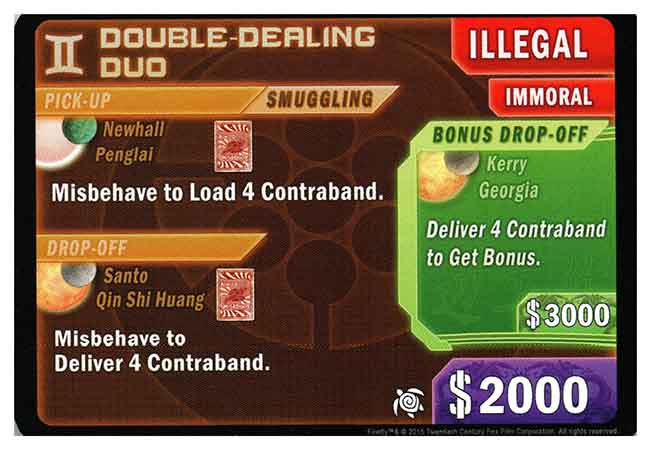 DOUBLE-DEALING
DUO
ILLEGAL
IMMORAL
PICK-UP
SMUGGLING
Newhall
Penglai
Misbehave to Load 4 Contraband.
BONUS DROP-OFF
Kerry
Georgia
Deliver 4 Contraband
to Get Bonus.
$3000
DROP-OFF
Santo
Qin Shi Huang
Misbehave to
Deliver 4 Contraband.
$2000
Firefly™& © 2015 Twentieth Century Fox Film Corporation. All rights reserved.